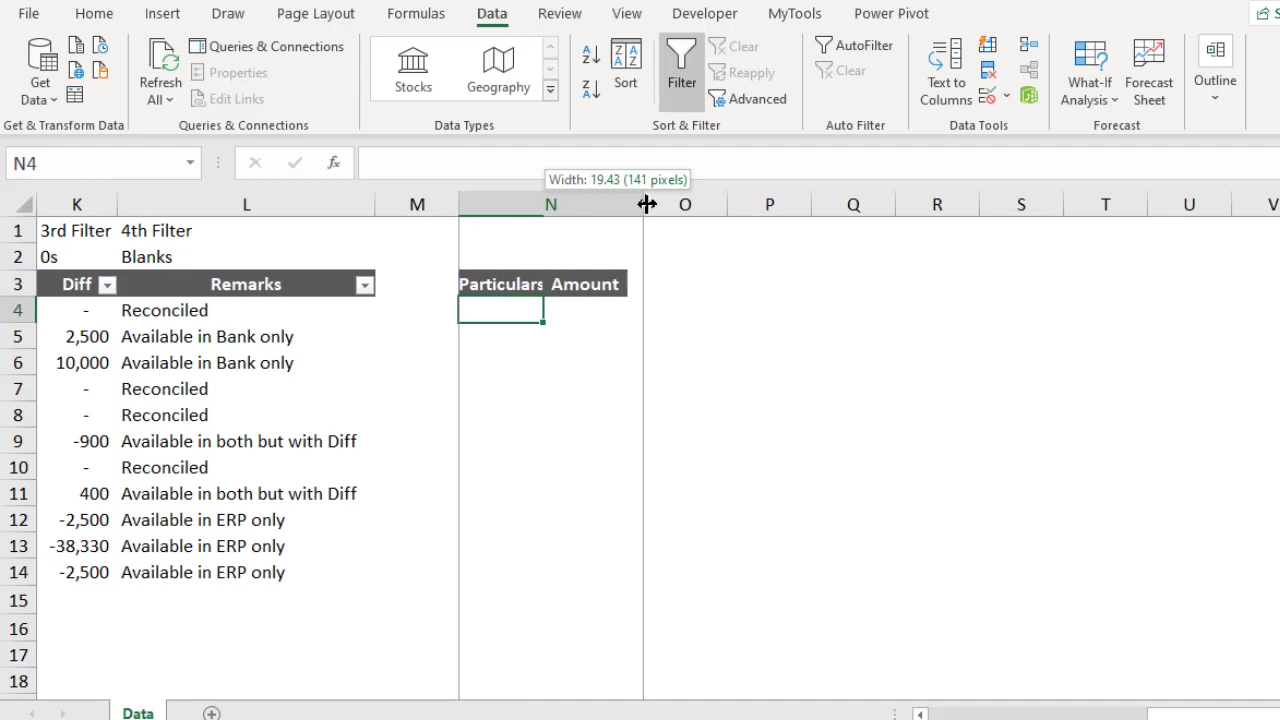 File Home Insert Draw Page Layout Formulas Data Review View Developer MyTools Power Pivot S
Get Data
Refresh All
Queries & Connections
Properties
Edit Links
Stocks Geography
Sort
Filter
Clear
Reapply
Advanced
AutoFilter
Clear
Text to Columns
What-If Analysis
Forecast Sheet
Outline
Get & Transform Data Queries & Connections Data Types Sort & Filter Auto Filter Data Tools Forecast
N4 fx
Width: 19.43 (141 pixels)
K L M N O P Q R S T U V
1 3rd Filter 4th Filter
2 0s Blanks
3 Diff Remarks Particulars Amount
4 - Reconciled
5 2,500 Available in Bank only
6 10,000 Available in Bank only
7 - Reconciled
8 - Reconciled
9 -900 Available in both but with Diff
10 - Reconciled
11 400 Available in both but with Diff
12 -2,500 Available in ERP only
13 -38,330 Available in ERP only
14 -2,500 Available in ERP only
15
16
17
18
Data